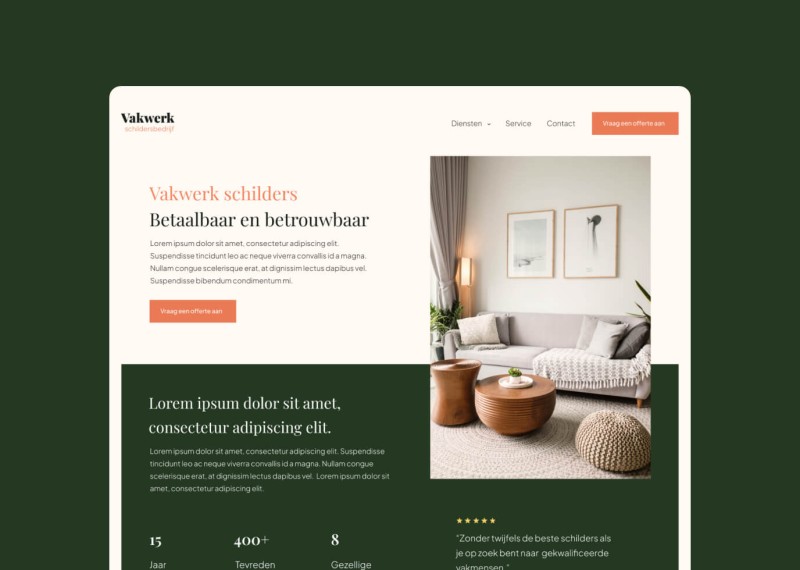 Vakwerk
schildersbedrijf
Diensten
Service
Contact
Vraag een offerte aan
Vakwerk schilders
Betaalbaar en betrouwbaar
Lorem ipsum dolor sit amet, consectetur adipiscing elit.
Suspendisse tincidunt leo ac neque viverra convallis id a magna.
Nullam congue scelerisque erat, at dignissim lectus dapibus vel.
Suspendisse bibendum condimentum mi.
Vraag een offerte aan
Lorem ipsum dolor sit amet,
consectetur adipiscing elit.
Lorem ipsum dolor sit amet, consectetur adipiscing elit. Suspendisse
tincidunt leo ac neque viverra convallis id a magna. Nullam congue
scelerisque erat, at dignissim lectus dapibus vel. Lorem ipsum dolor sit
amet, consectetur adipiscing elit.
15
400+
8
Jaar
Tevreden
Gezellige
"Zonder twijfels de beste schilders als
je op zoek bent naar gekwalificeerde
vakmensen."